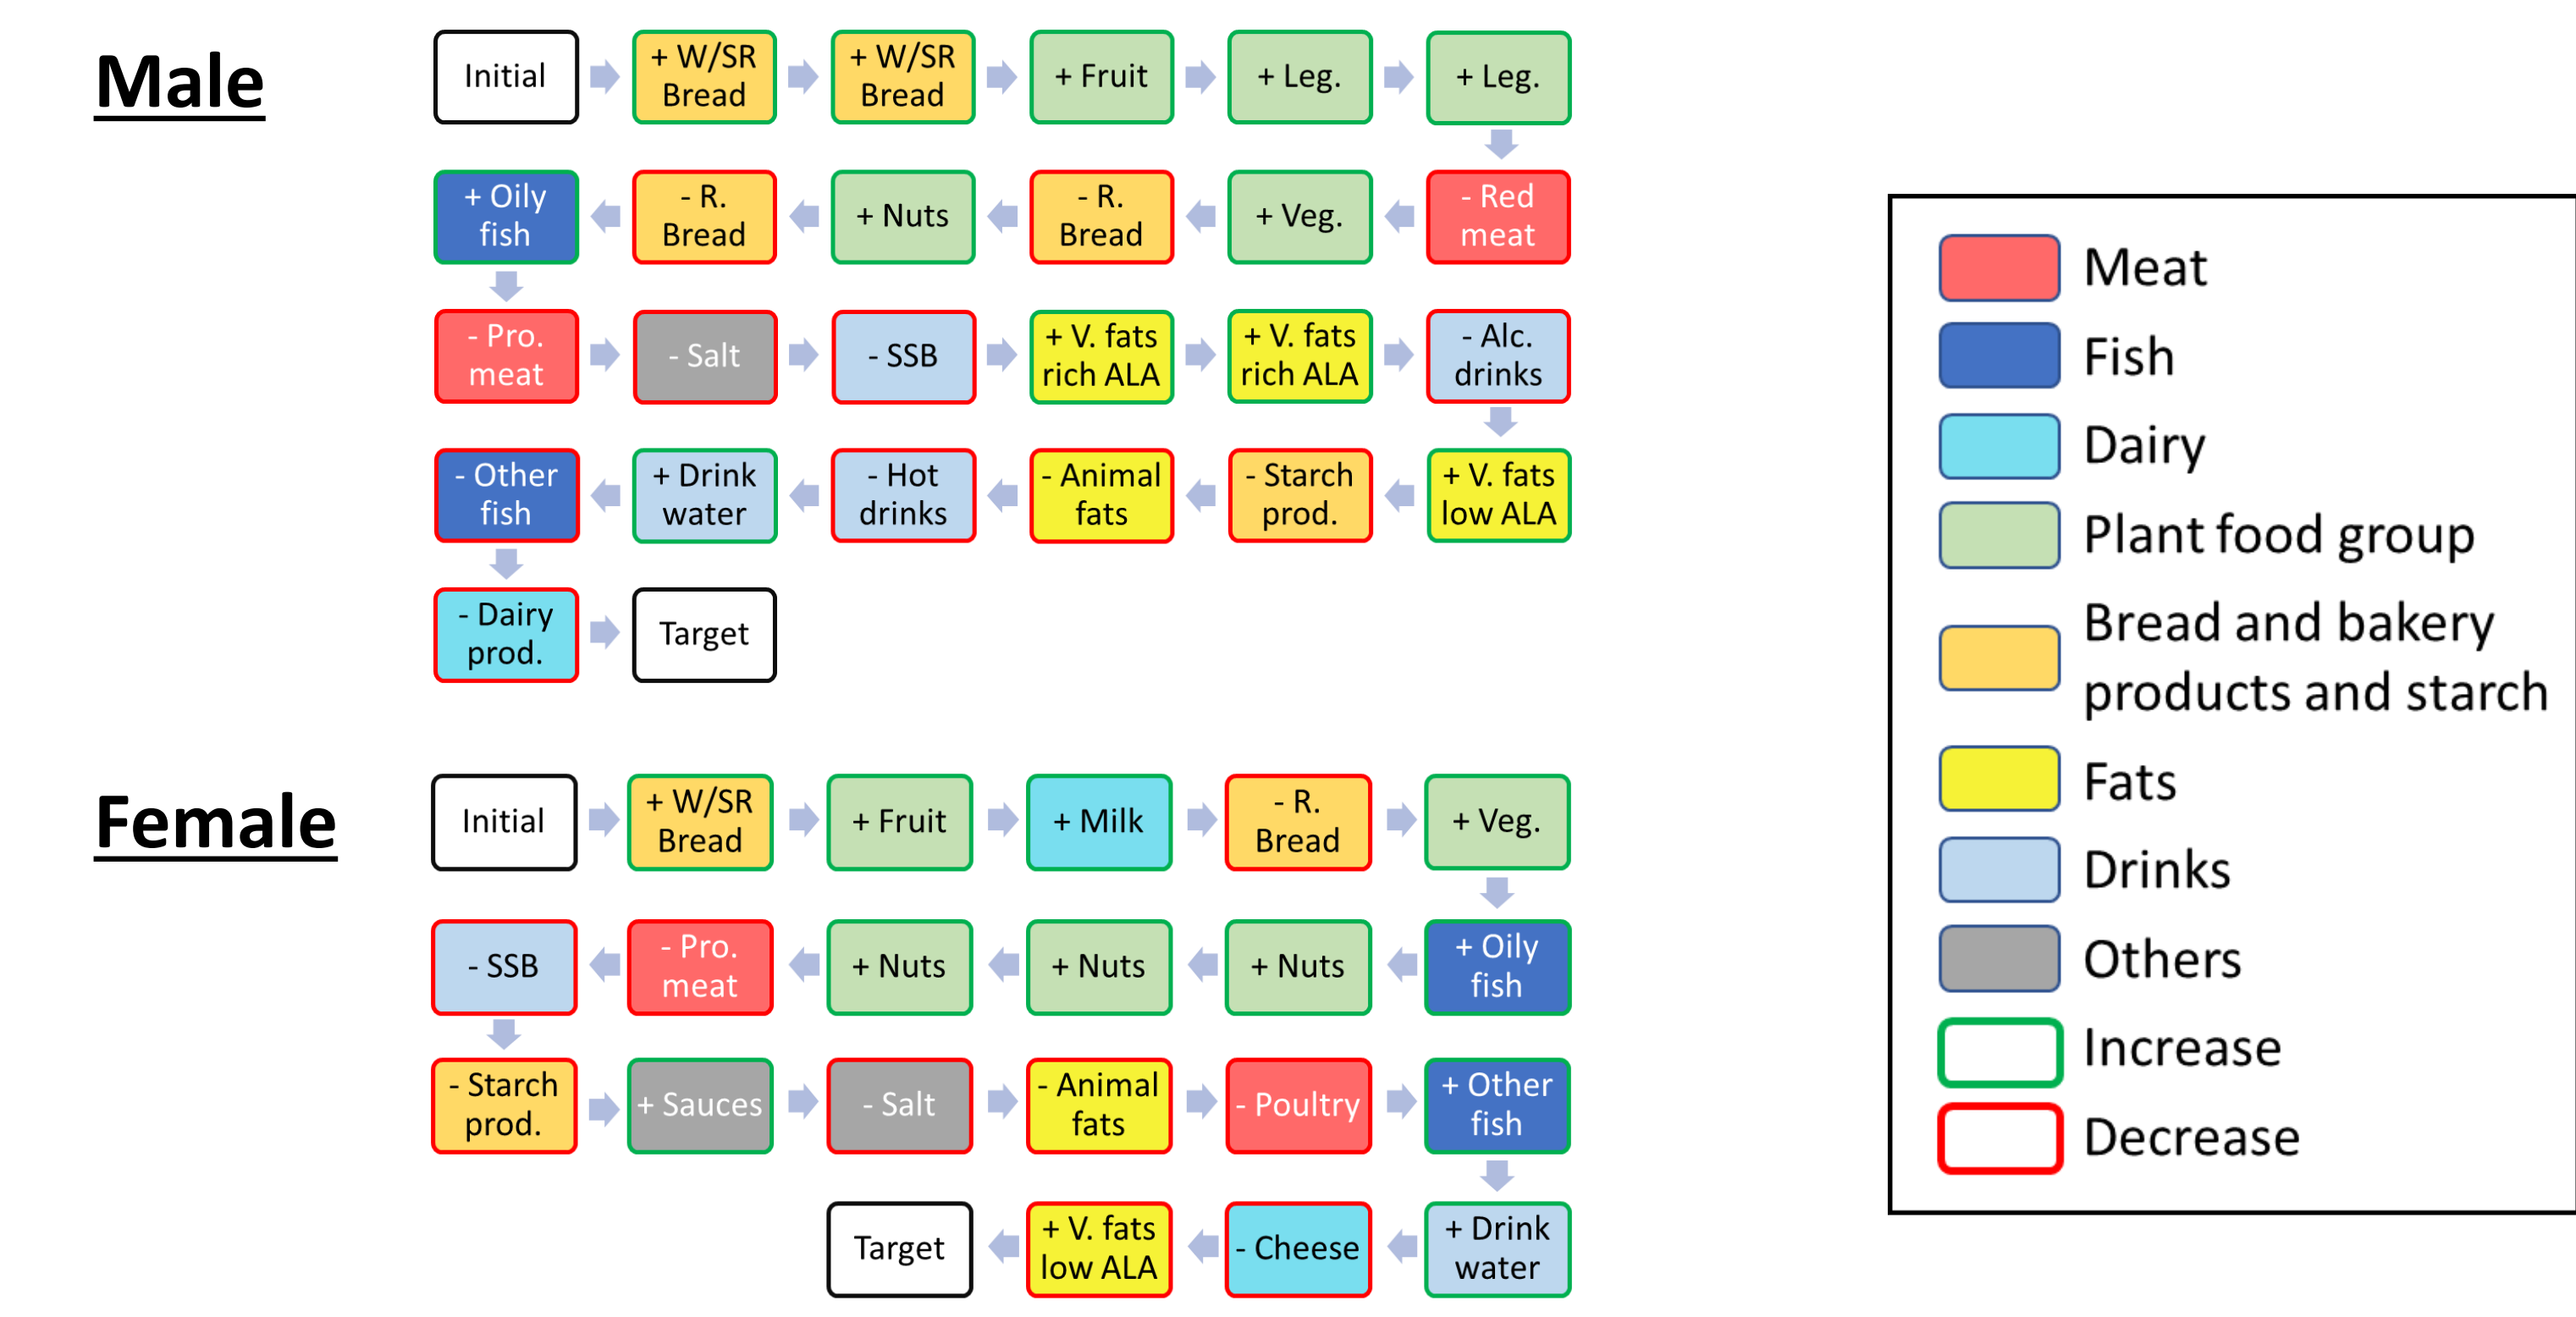 Male
Initial
+ W/SR
Bread
+ W/SR
Bread
+ Fruit
+ Leg.
+ Leg.
- Red
meat
+ Veg.
- R.
Bread
+ Nuts
- R.
Bread
+ Oily
fish
- Pro.
meat
- Salt
- SSB
+ V. fats
rich ALA
+ V. fats
rich ALA
- Alc.
drinks
+ V. fats
low ALA
- Starch
prod.
- Animal
fats
- Hot
drinks
+ Drink
water
- Other
fish
- Dairy
prod.
Target
Female
Initial
+ W/SR
Bread
+ Fruit
+ Milk
- R.
Bread
+ Veg.
+ Oily
fish
+ Nuts
+ Nuts
+ Nuts
- Pro.
meat
- SSB
- Starch
prod.
+ Sauces
- Salt
- Animal
fats
- Poultry
+ Other
fish
+ Drink
water
- Cheese
+ V. fats
low ALA
Target
Meat
Fish
Dairy
Plant food group
Bread and bakery
products and starch
Fats
Drinks
Others
Increase
Decrease